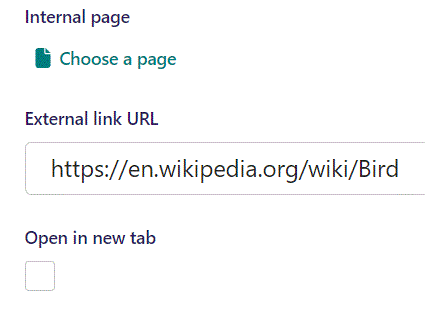 Internal page
Choose a page
External link URL
https://en.wikipedia.org/wiki/Bird
Open in new tab